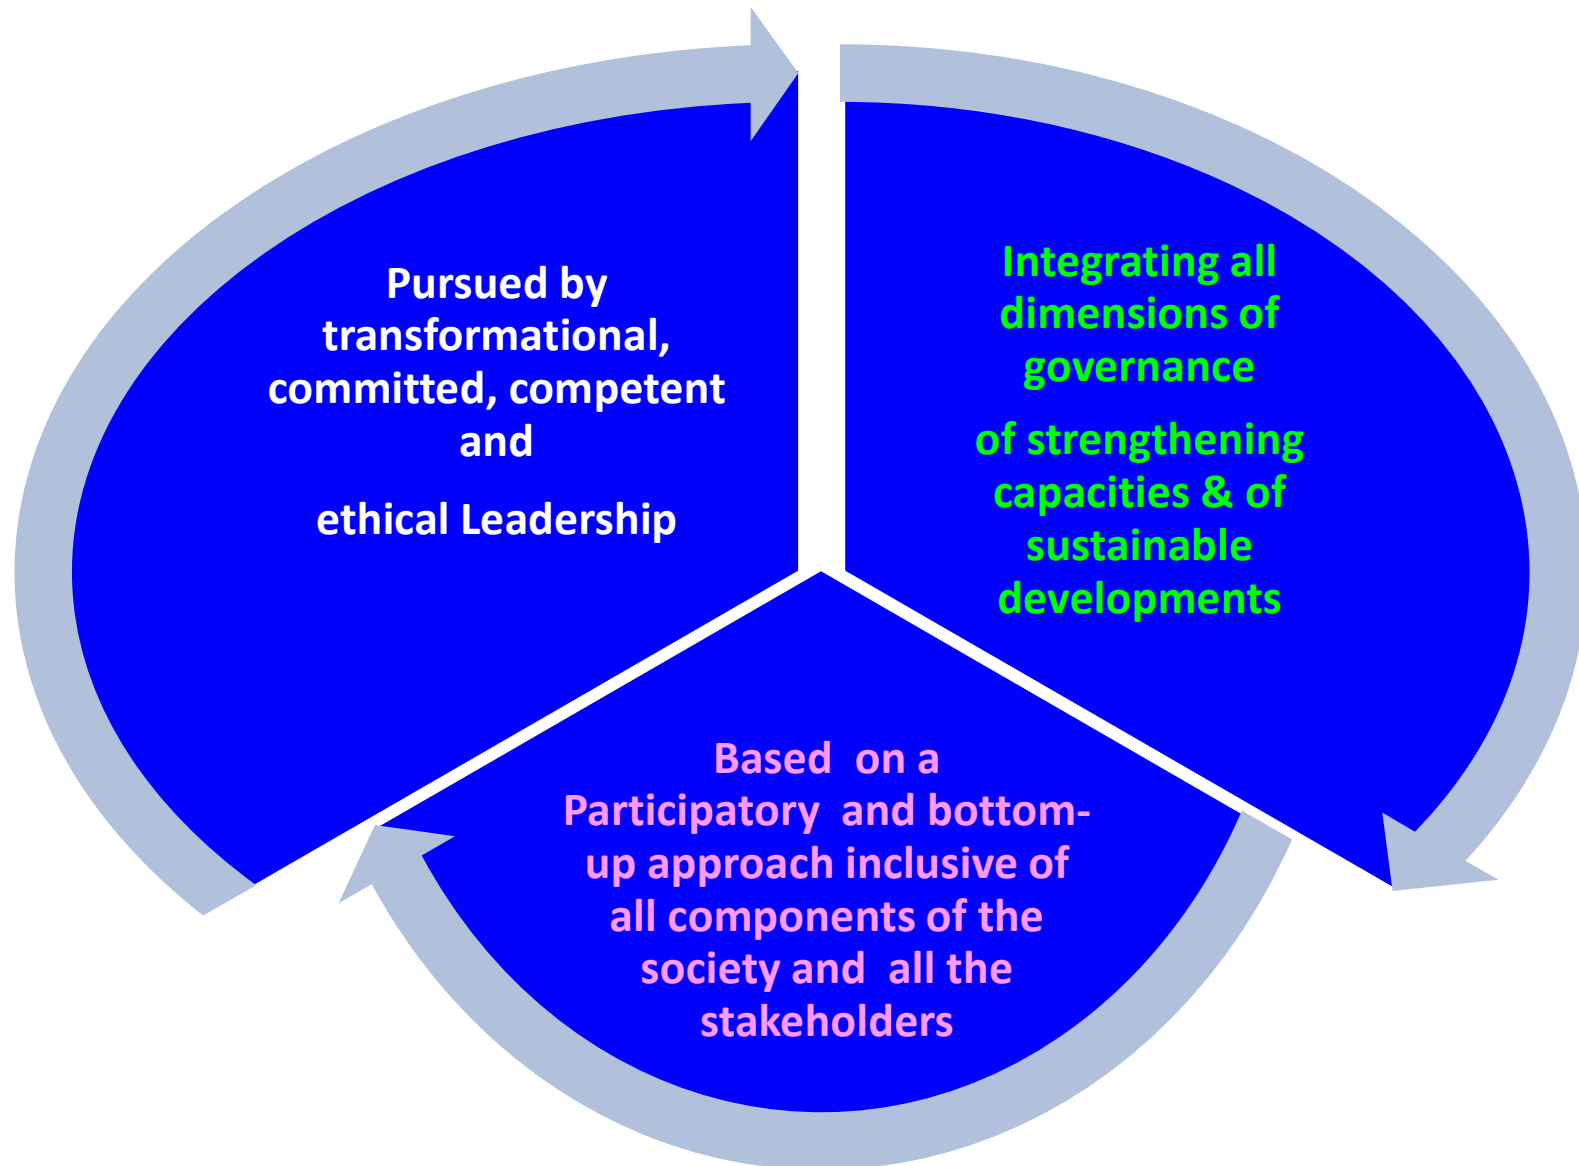 Pursued by
transformational,
committed, competent
and
ethical Leadership
Integrating all
dimensions of
governance
of strengthening
capacities & of
sustainable
developments
Based  on a
Participatory  and bottom-
up approach inclusive of
all components of the
society and  all the
stakeholders